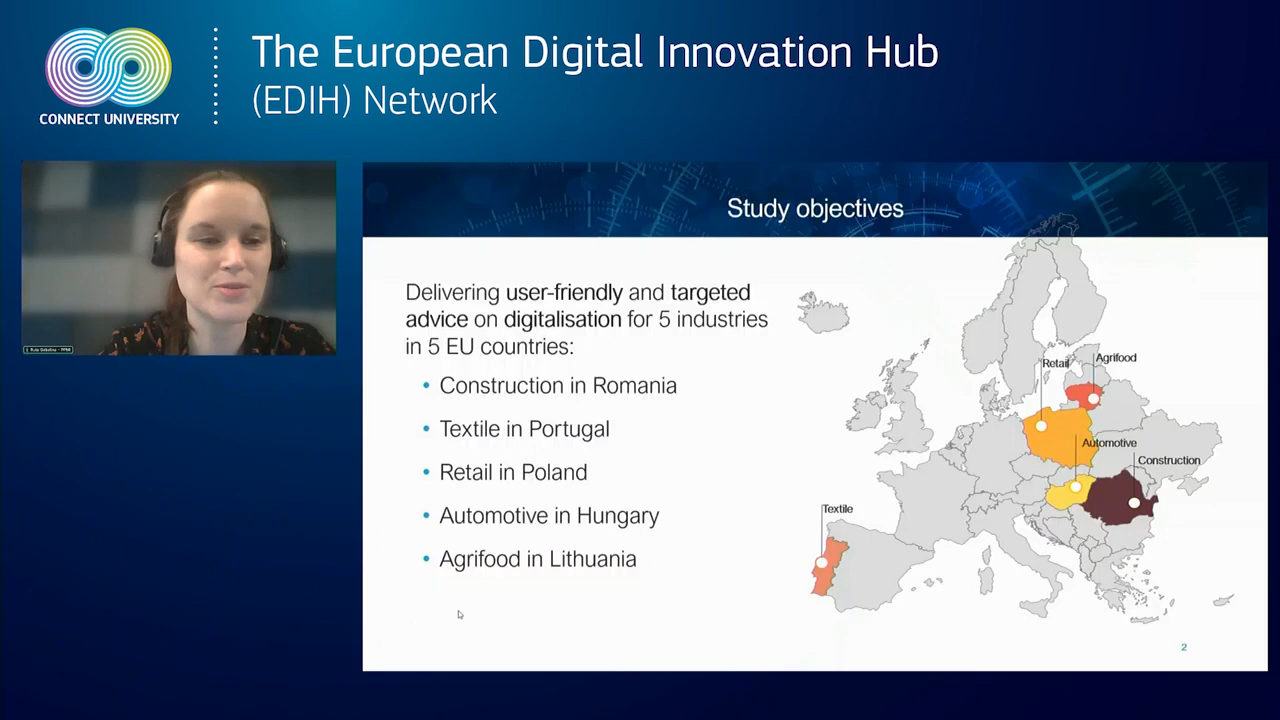 The European Digital Innovation Hub
(EDIH) Network
CONNECT UNIVERSITY
Study objectives
Delivering user-friendly and targeted
advice on digitalisation for 5 industries
in 5 EU countries:
• Construction in Romania
• Textile in Portugal
• Retail in Poland
• Automotive in Hungary
• Agrifood in Lithuania
Retail
Agrifood
Automotive
Construction
Textile
2